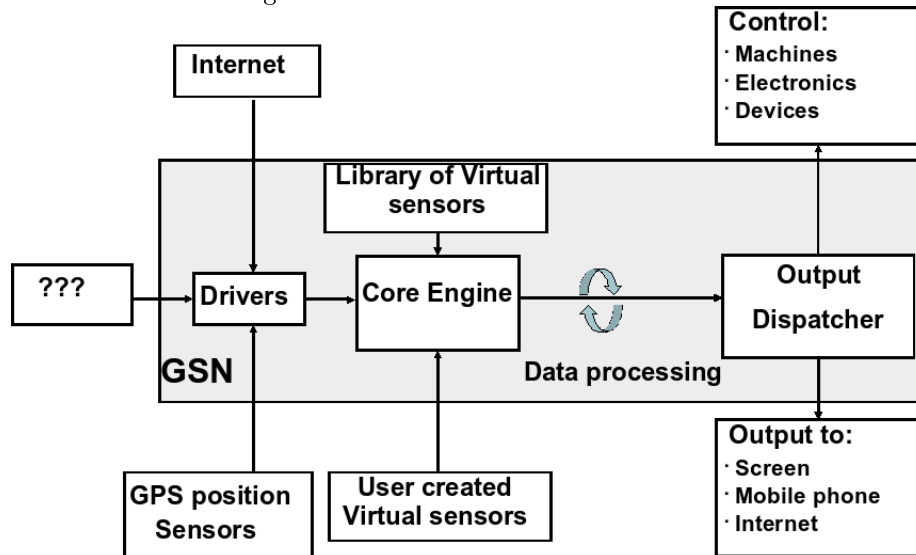 Control:
· Machines
· Electronics
· Devices
Internet
Library of Virtual
sensors
???
Drivers
Core Engine
Output
Dispatcher
GSN
Data processing
GPS position
Sensors
User created
Virtual sensors
Output to:
· Screen
· Mobile phone
· Internet